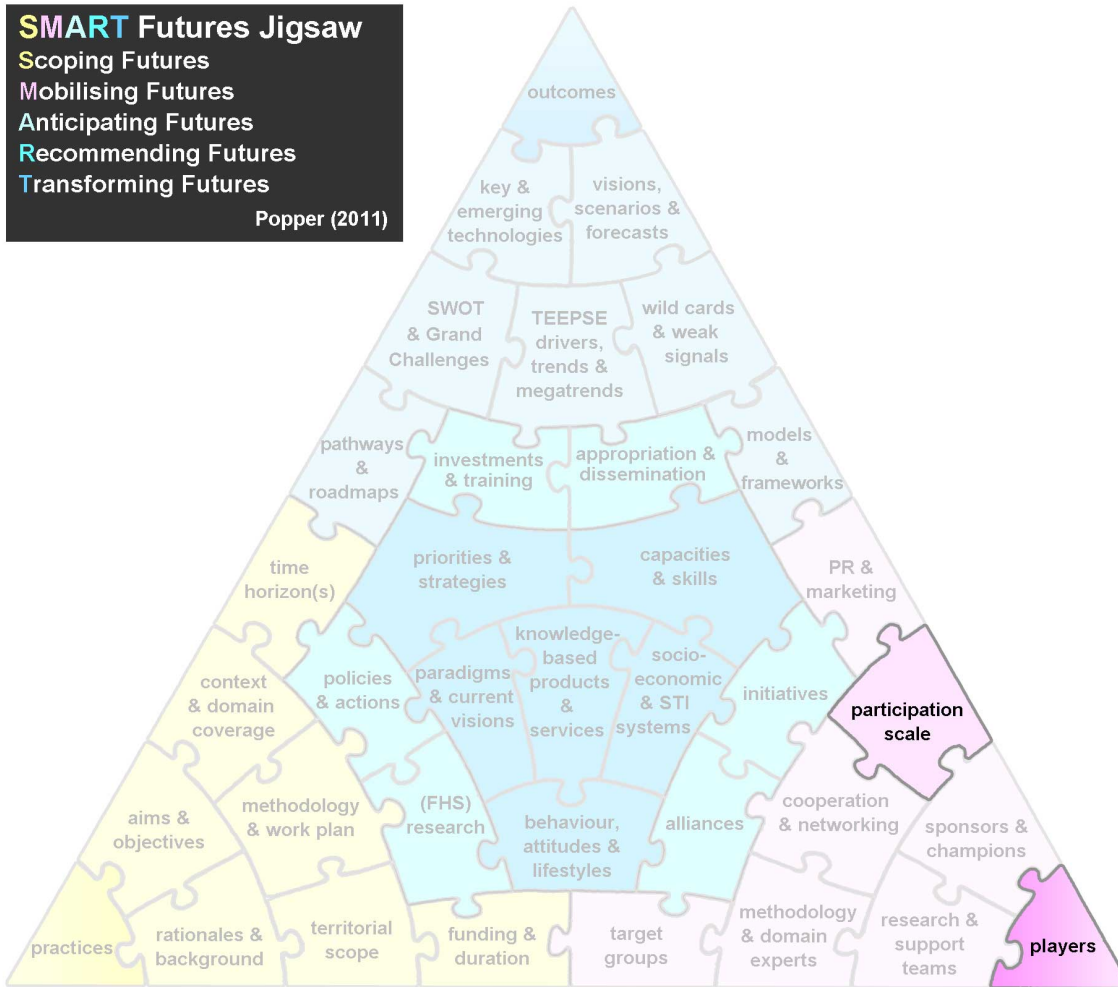 SMART Futures Jigsaw
Scoping Futures
Mobilising Futures
Anticipating Futures
Recommending Futures
Transforming Futures
Popper (2011)
outcomes
key &
emerging
technologies
visions,
scenarios &
forecasts
SWOT
& Grand
Challenges
TEEPSE
drivers,
trends &
megatrends
wild cards
& weak
signals
pathways
&
roadmaps
investments
& training
appropriation &
dissemination
models
&
frameworks
time
horizon(s)
priorities &
strategies
capacities
& skills
PR &
marketing
context
& domain
coverage
policies
& actions
paradigms
& current
visions
knowledge-
based
products
&
services
socio-
economic
& STI
systems
initiatives
participation
scale
aims &
objectives
methodology
& work plan
(FHS)
research
behaviour,
attitudes &
lifestyles
alliances
cooperation
& networking
sponsors &
champions
practices
rationales &
background
territorial
scope
funding &
duration
target
groups
methodology
& domain
experts
research &
support
teams
players